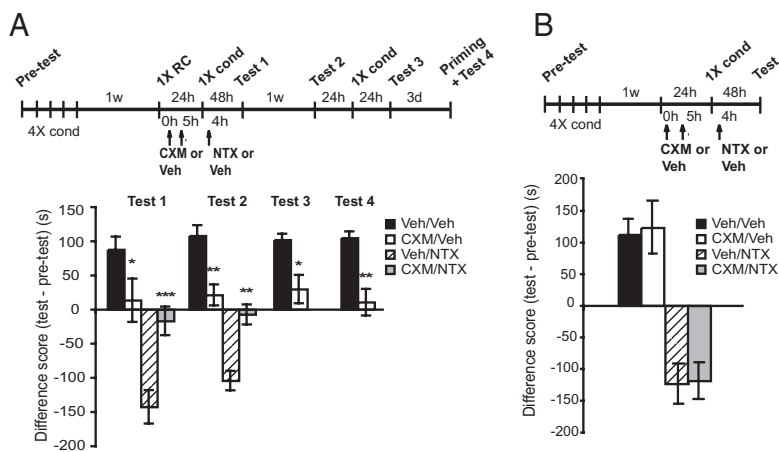 A
Pre-test
1X RC
1X cond
Test 1
Test 2
1X cond
Test 3
Priming
+ Test 4
1w
24h
48h
1w
24h
24h
3d
4X cond
0h
5h
4h
CXM or
Veh
NTX or
Veh
Test 1
Test 2
Test 3
Test 4
Difference score (test - pre-test) (s)
150
100
50
0
-50
-100
-150
-200
*
***
**
**
*
**
Veh/Veh
CXM/Veh
Veh/NTX
CXM/NTX
B
Pre-test
1X cond
Test
1w
24h
48h
4X cond
0h
5h
4h
CXM or
Veh
NTX or
Veh
Difference score (test - pre-test) (s)
200
150
100
50
0
-50
-100
-150
-200
Veh/Veh
CXM/Veh
Veh/NTX
CXM/NTX